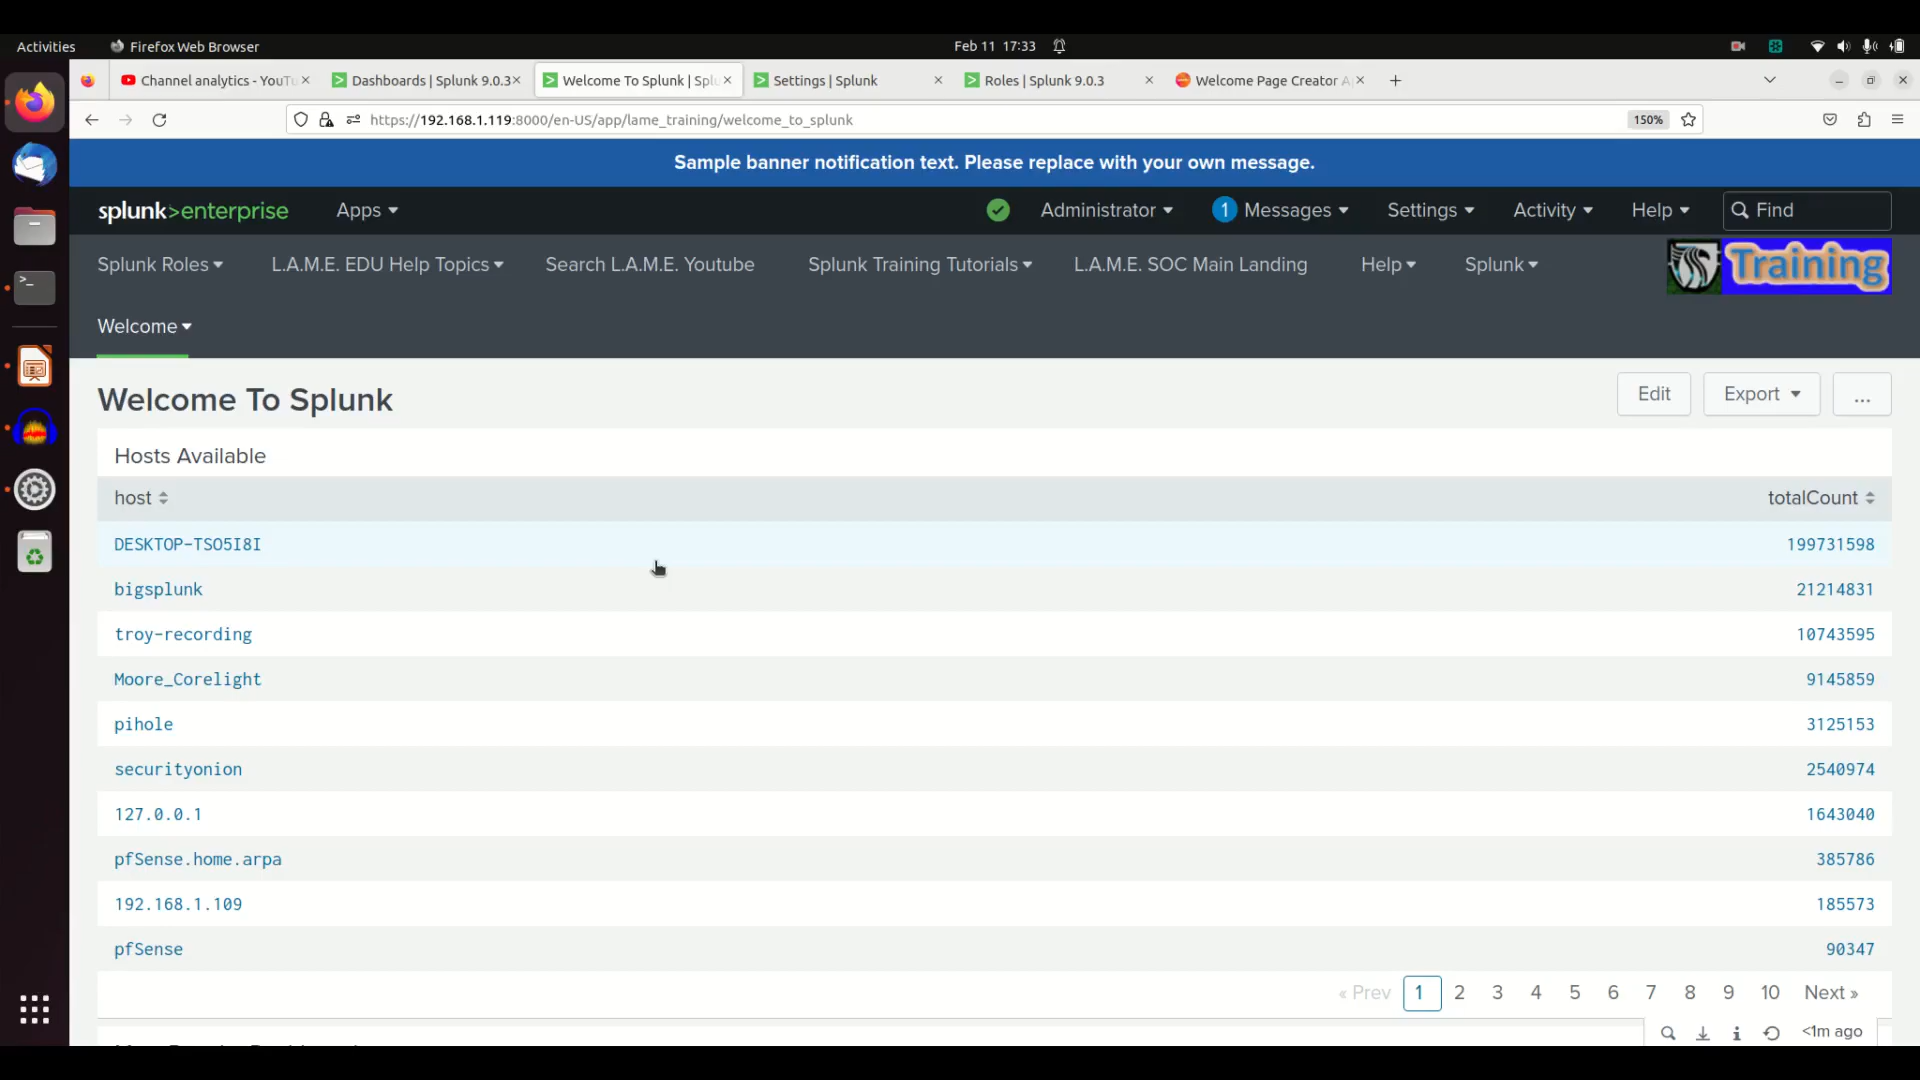 Activities Firefox Web Browser Feb 11 17:33
Channel analytics - YouTu Dashboards | Splunk 9.0.3 Welcome To Splunk | Splu Settings | Splunk Roles | Splunk 9.0.3 Welcome Page Creator A
https://192.168.1.119:8000/en-US/app/lame_training/welcome_to_splunk 150%
Sample banner notification text. Please replace with your own message.
splunk>enterprise Apps Administrator 1 Messages Settings Activity Help Find
Splunk Roles L.A.M.E. EDU Help Topics Search L.A.M.E. Youtube Splunk Training Tutorials L.A.M.E. SOC Main Landing Help Splunk Training
Welcome
Welcome To Splunk Edit Export ...
Hosts Available
host totalCount
DESKTOP-TSO5I8I 199731598
bigsplunk 21214831
troy-recording 10743595
Moore_Corelight 9145859
pihole 3125153
securityonion 2540974
127.0.0.1 1643040
pfSense.home.arpa 385786
192.168.1.109 185573
pfSense 90347
« Prev 1 2 3 4 5 6 7 8 9 10 Next »
<1m ago